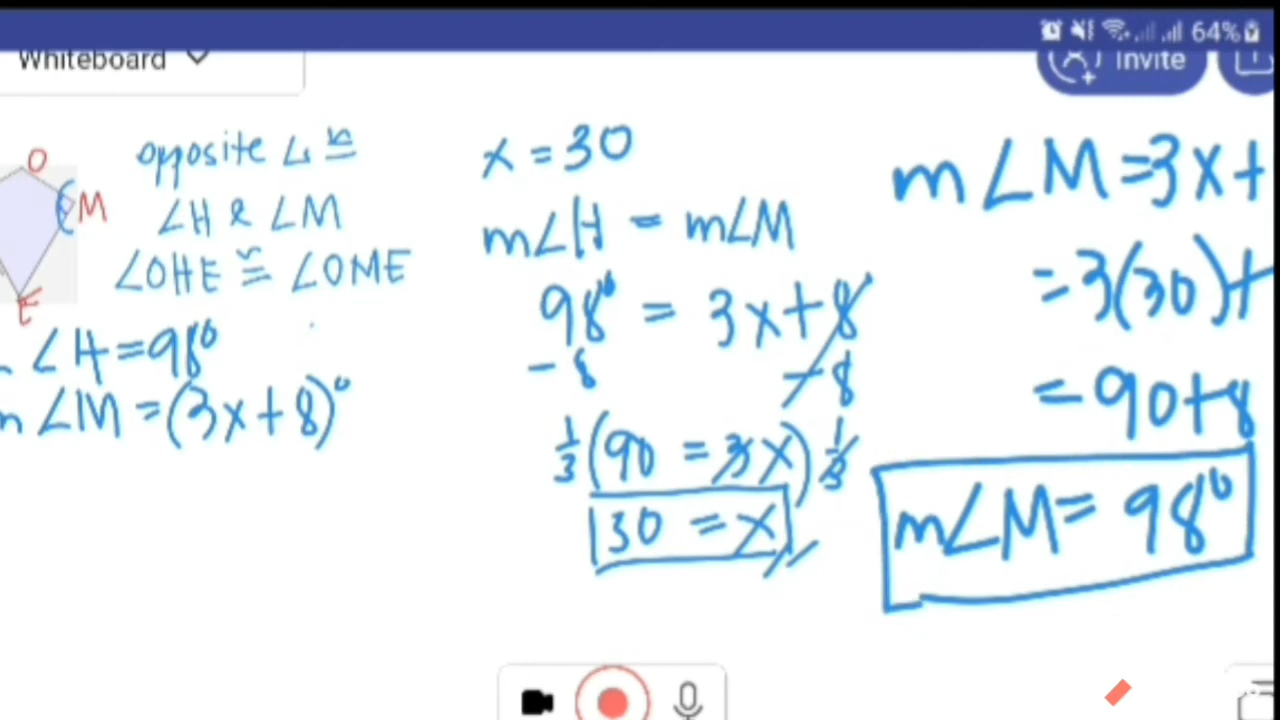 64%
Whiteboard
Invite
O
M
E
opposite ∠s ≅
∠H & ∠M
∠OHE ≅ ∠OME
∠H = 98°
m∠M = (3x + 8)°
x = 30
m∠H = m∠M
98° = 3x + 8°
- 8 - 8
1/3 (90 = 3x) 1/3
30 = x
m∠M = 3x +
= 3(30) +
= 90 + 8
m∠M = 98°